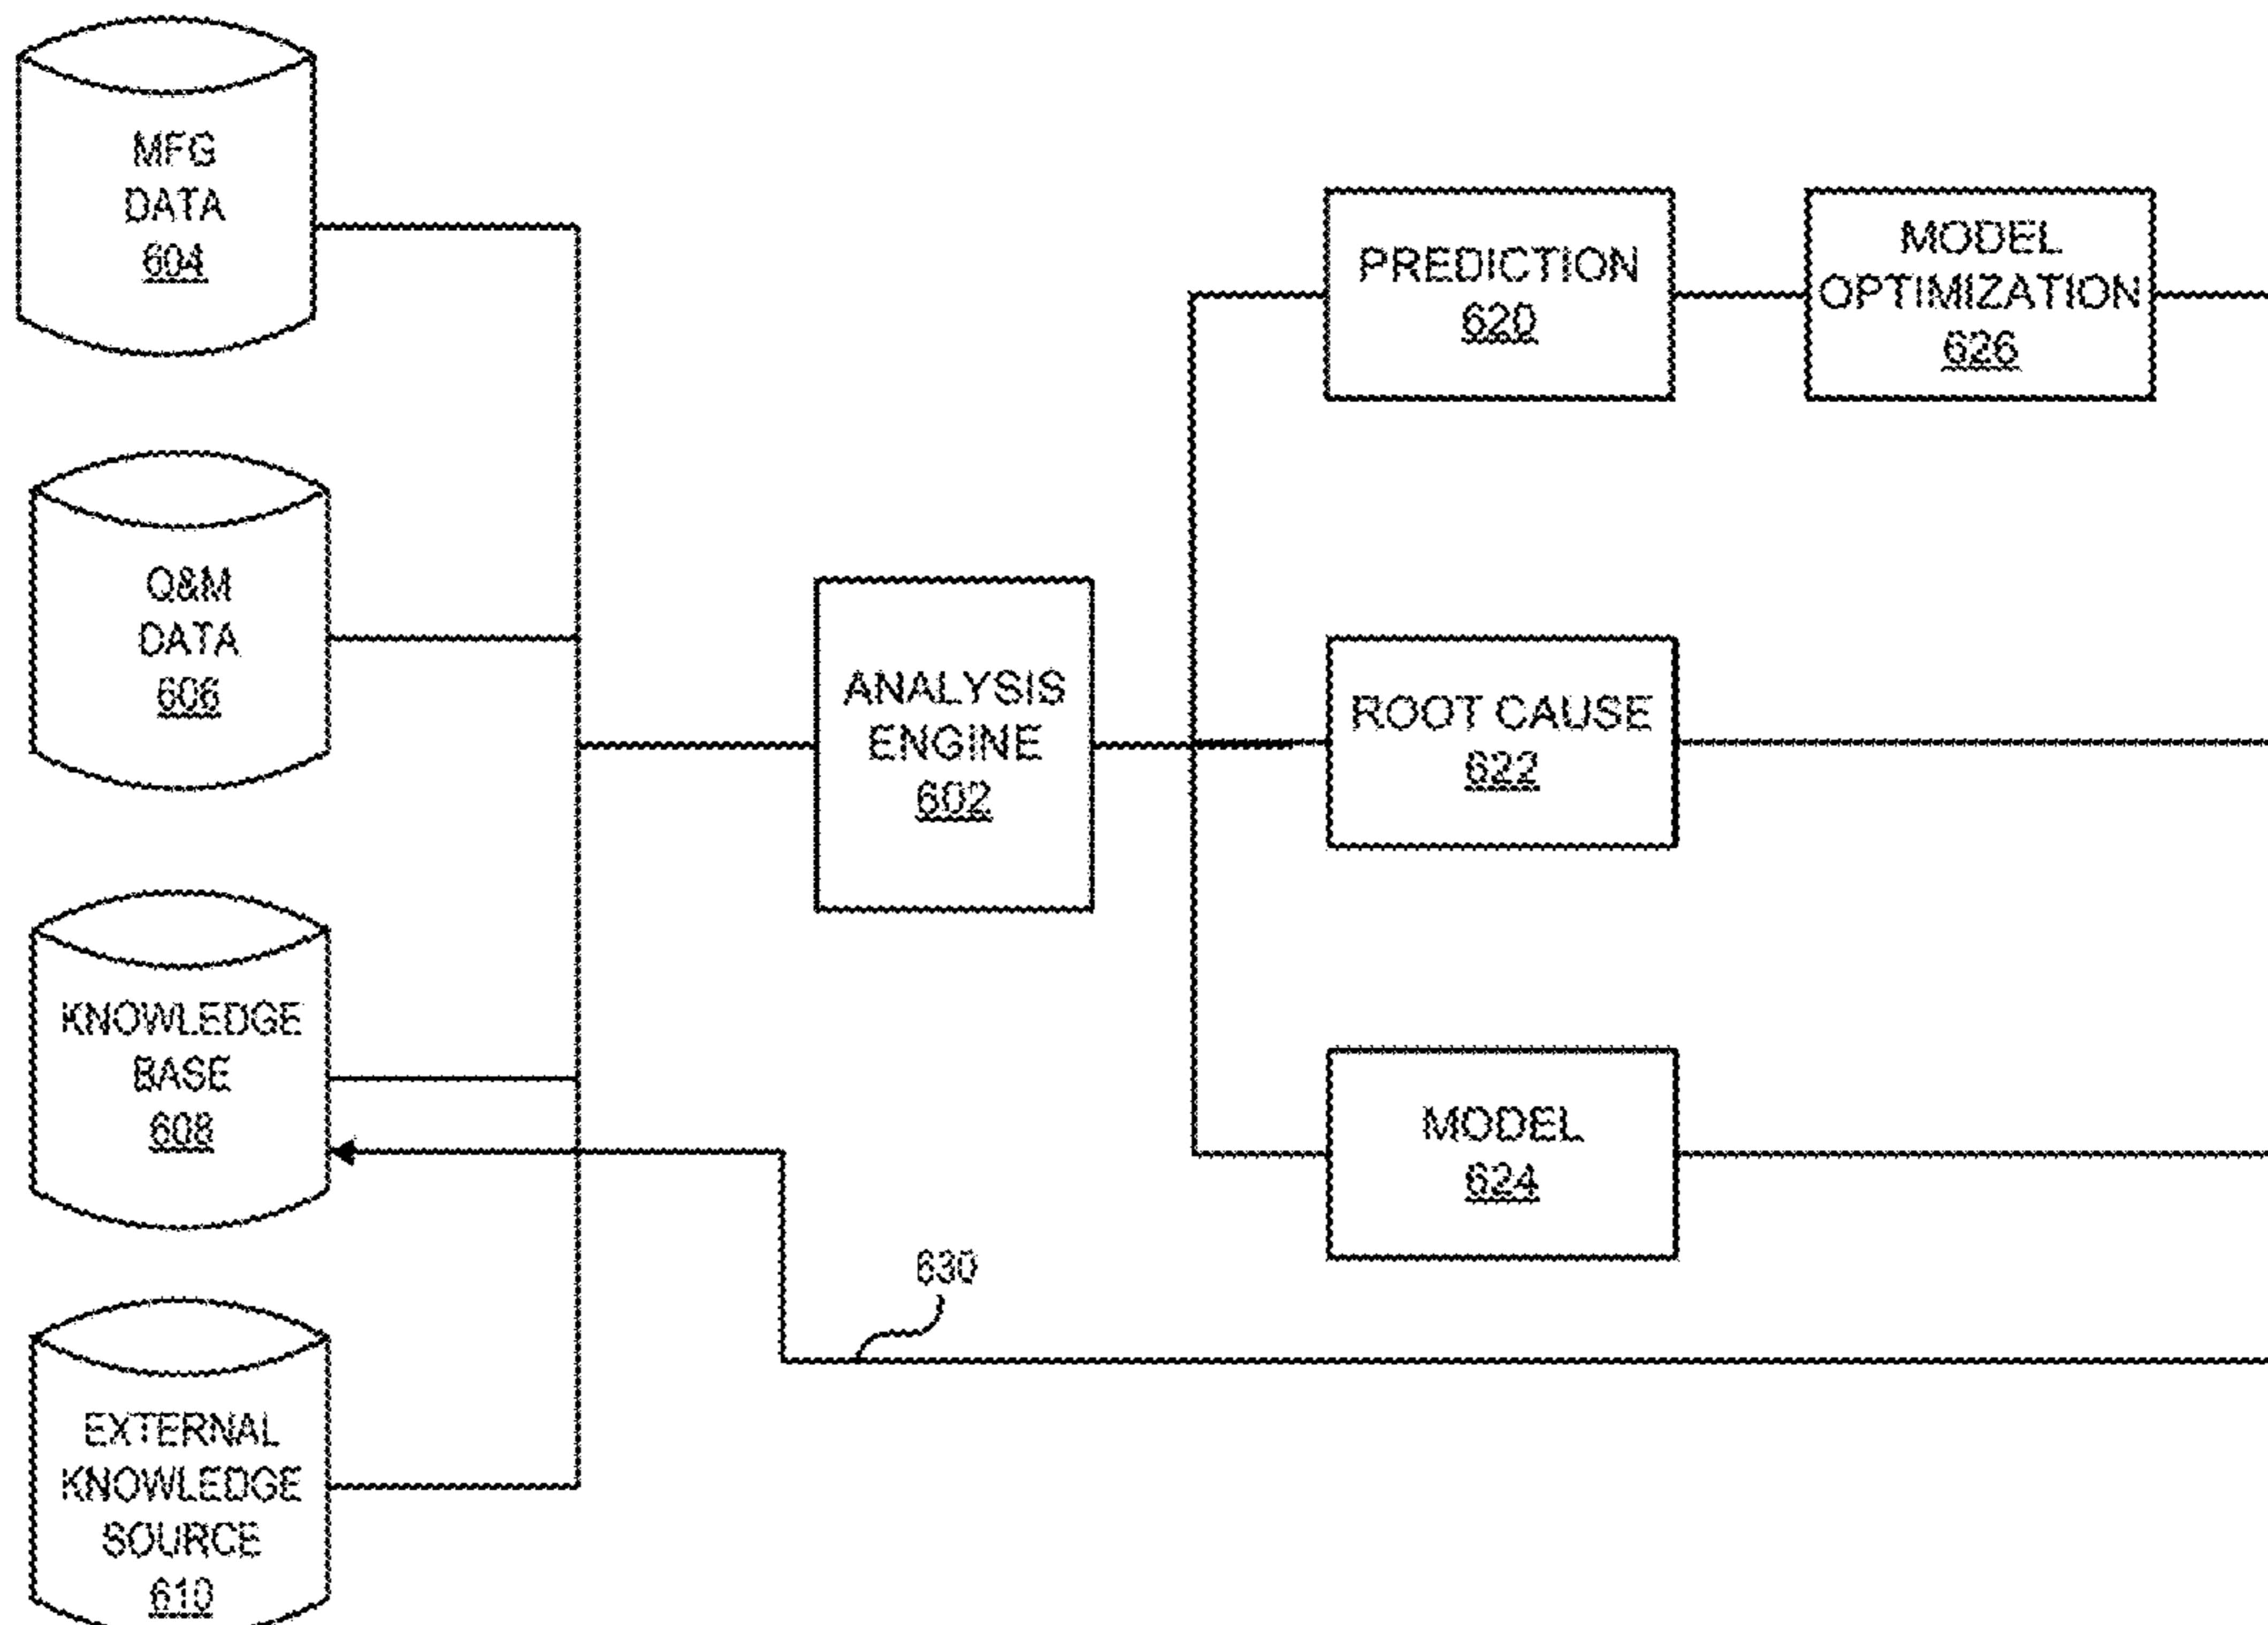 MFG
DATA
604
O&M
DATA
606
KNOWLEDGE
BASE
608
EXTERNAL
KNOWLEDGE
SOURCE
610
ANALYSIS
ENGINE
602
PREDICTION
620
MODEL
OPTIMIZATION
626
ROOT CAUSE
622
MODEL
624
630